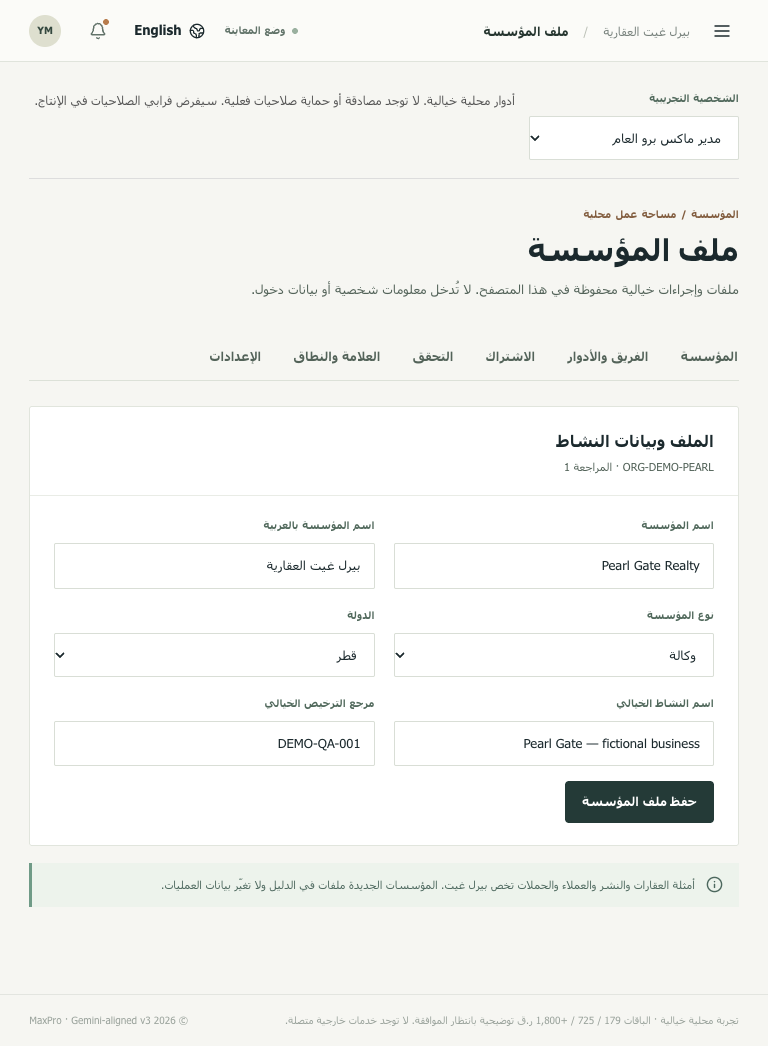 بيرل غيت العقارية / ملف المؤسسة
وضع المعاينة
English
YM
الشخصية التجريبية
مدير ماكس برو العام
أدوار محلية خيالية. لا توجد مصادقة أو حماية صلاحيات فعلية. سيفرض فرابي الصلاحيات في الإنتاج.
المؤسسة / مساحة عمل محلية
ملف المؤسسة
ملفات وإجراءات خيالية محفوظة في هذا المتصفح. لا تُدخل معلومات شخصية أو بيانات دخول.
المؤسسة
الفريق والأدوار
الاشتراك
التحقق
العلامة والنطاق
الإعدادات
الملف وبيانات النشاط
ORG-DEMO-PEARL · المراجعة 1
اسم المؤسسة
Pearl Gate Realty
اسم المؤسسة بالعربية
بيرل غيت العقارية
نوع المؤسسة
وكالة
الدولة
قطر
اسم النشاط الخيالي
Pearl Gate — fictional business
مرجع الترخيص الخيالي
DEMO-QA-001
حفظ ملف المؤسسة
أمثلة العقارات والنشر والعملاء والحملات تخص بيرل غيت. المؤسسات الجديدة ملفات في الدليل ولا تغيّر بيانات العمليات.
تجربة محلية خيالية · الباقات 179 / 725 / +1,800 ر.ق توضيحية بانتظار الموافقة. لا توجد خدمات خارجية متصلة.
MaxPro · Gemini-aligned v3 2026 ©